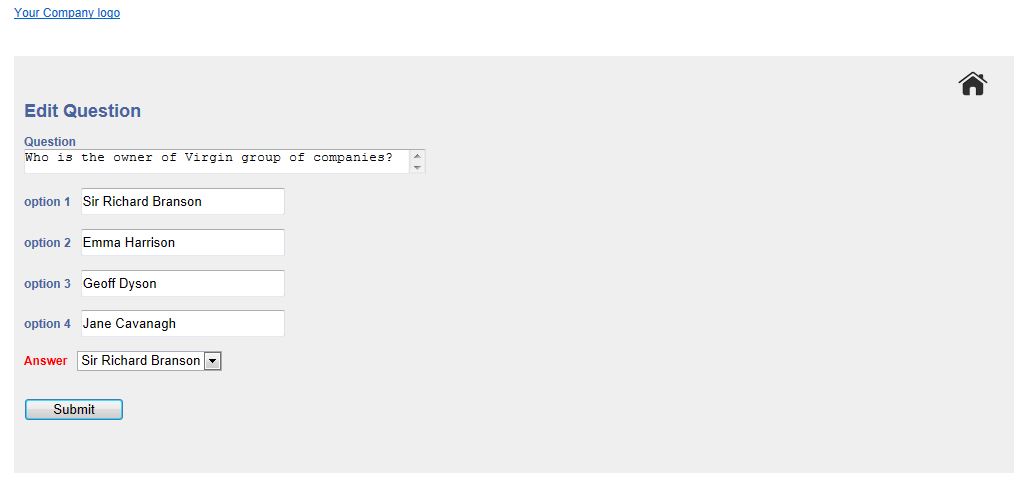 Your Company logo
Edit Question
Question
Who is the owner of Virgin group of companies?
option 1 Sir Richard Branson
option 2 Emma Harrison
option 3 Geoff Dyson
option 4 Jane Cavanagh
Answer Sir Richard Branson
Submit